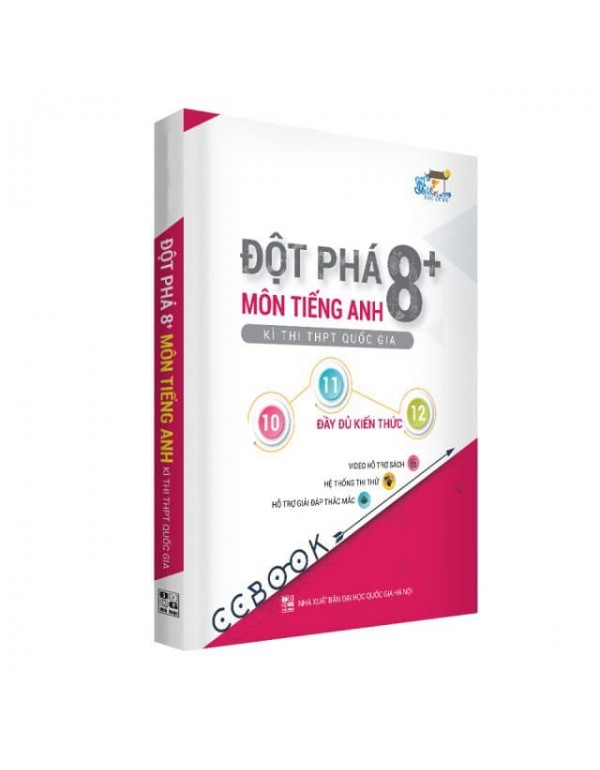 ĐỘT PHÁ 8+
MÔN TIẾNG ANH
KÌ THI THPT QUỐC GIA
11
10
12
ĐẦY ĐỦ KIẾN THỨC
VIDEO HỖ TRỢ SÁCH
HỆ THỐNG THI THỬ
HỖ TRỢ GIẢI ĐÁP THẮC MẮC
CCBOOK
NHÀ XUẤT BẢN ĐẠI HỌC QUỐC GIA HÀ NỘI
ĐỘT PHÁ 8+ MÔN TIẾNG ANH
KÌ THI THPT QUỐC GIA